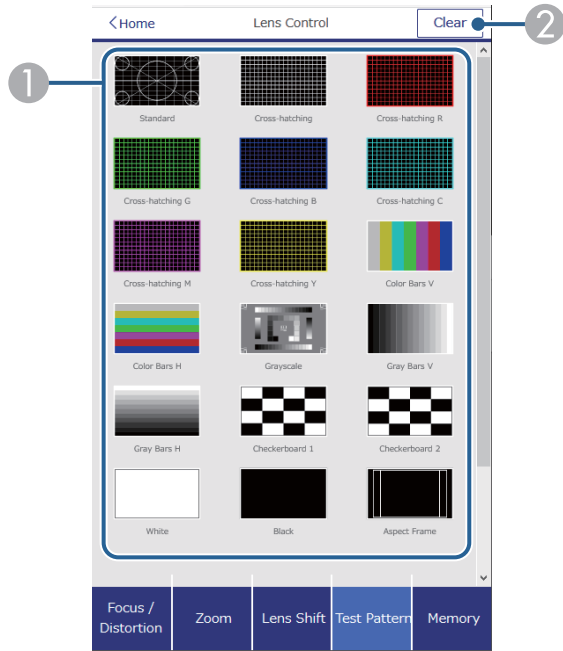 <Home Lens Control Clear 2
1
Standard Cross-hatching Cross-hatching R
Cross-hatching G Cross-hatching B Cross-hatching C
Cross-hatching M Cross-hatching Y Color Bars V
Color Bars H Grayscale Gray Bars V
Gray Bars H Checkerboard 1 Checkerboard 2
White Black Aspect Frame
Focus /
Distortion Zoom Lens Shift Test Pattern Memory